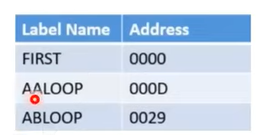 Label Name Address
FIRST 0000
AALOOP 000D
ABLOOP 0029